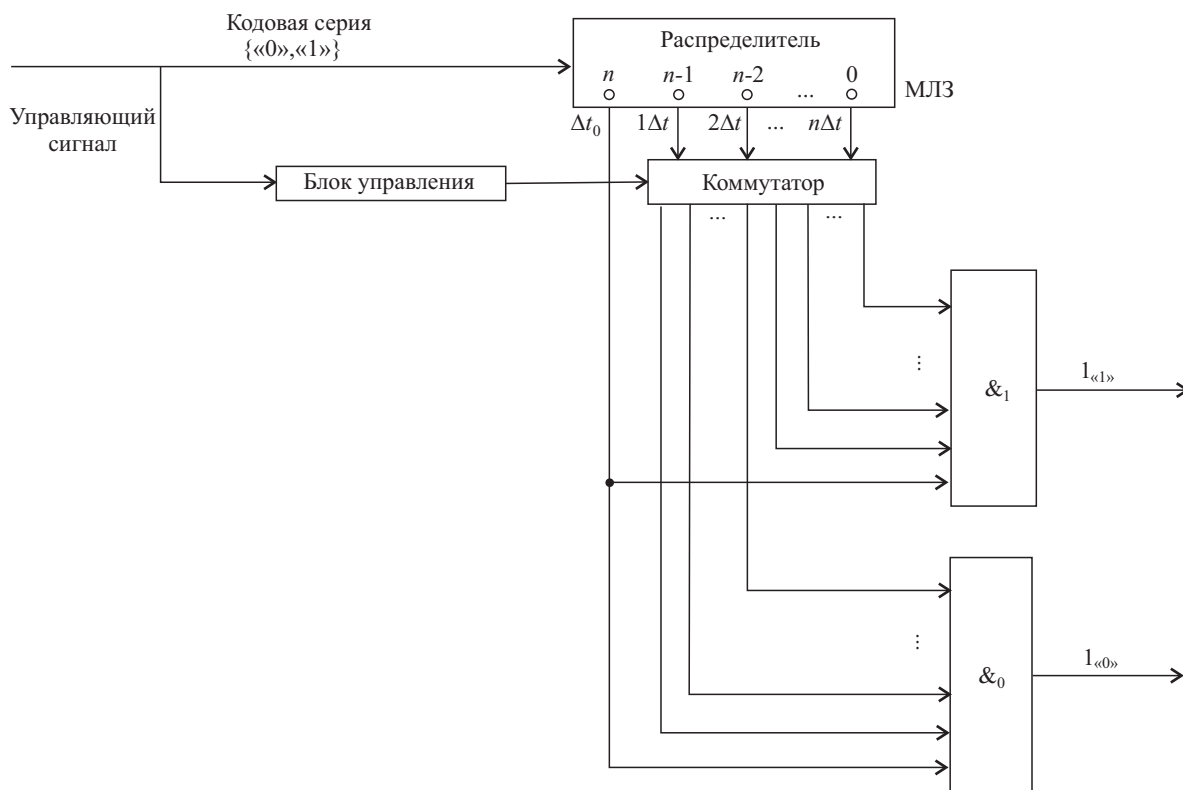 Кодовая серия
{«0»,«1»}
Распределитель
n n-1 n-2 ... 0
МЛЗ
Управляющий
сигнал
Δt₀ 1Δt 2Δt ... nΔt
Блок управления
Коммутатор
... ...
...
&₁
1«1»
...
&₀
1«0»